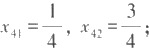 x₄₁ = 1/4, x₄₂ = 3/4;